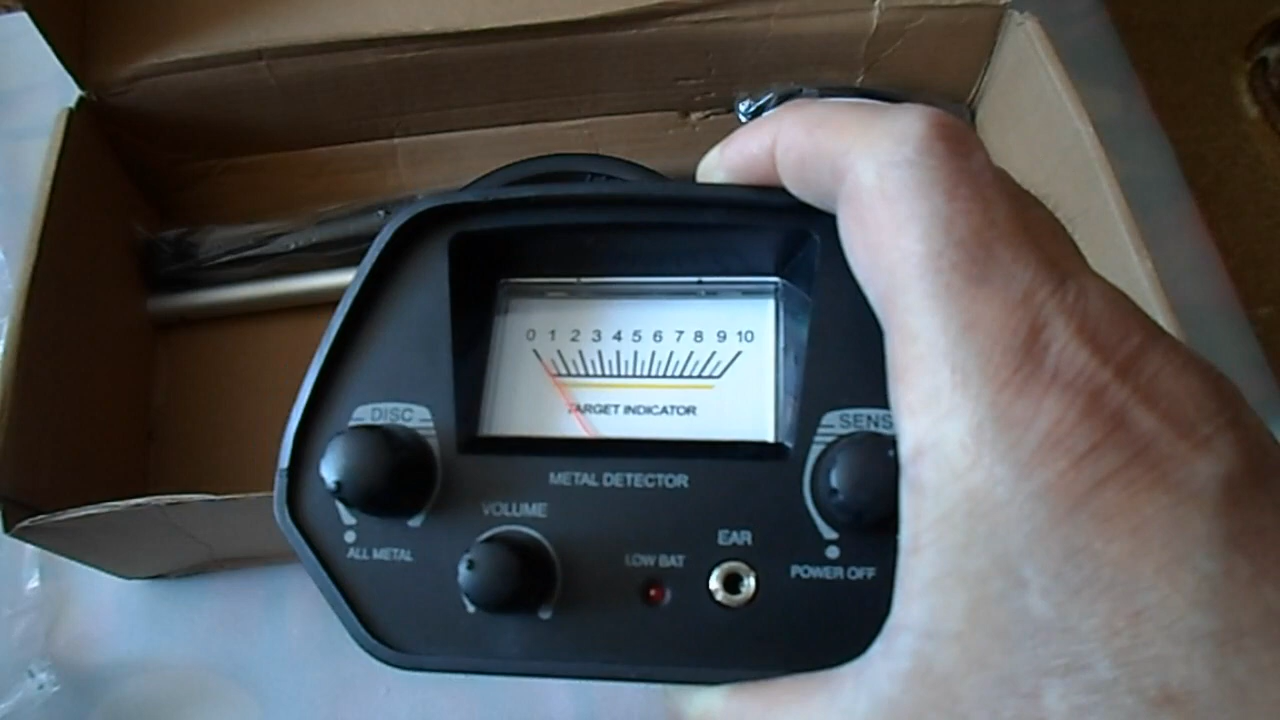 0 1 2 3 4 5 6 7 8 9 10
TARGET INDICATOR
DISC
SENS
METAL DETECTOR
VOLUME
EAR
ALL METAL
LOW BAT
POWER OFF